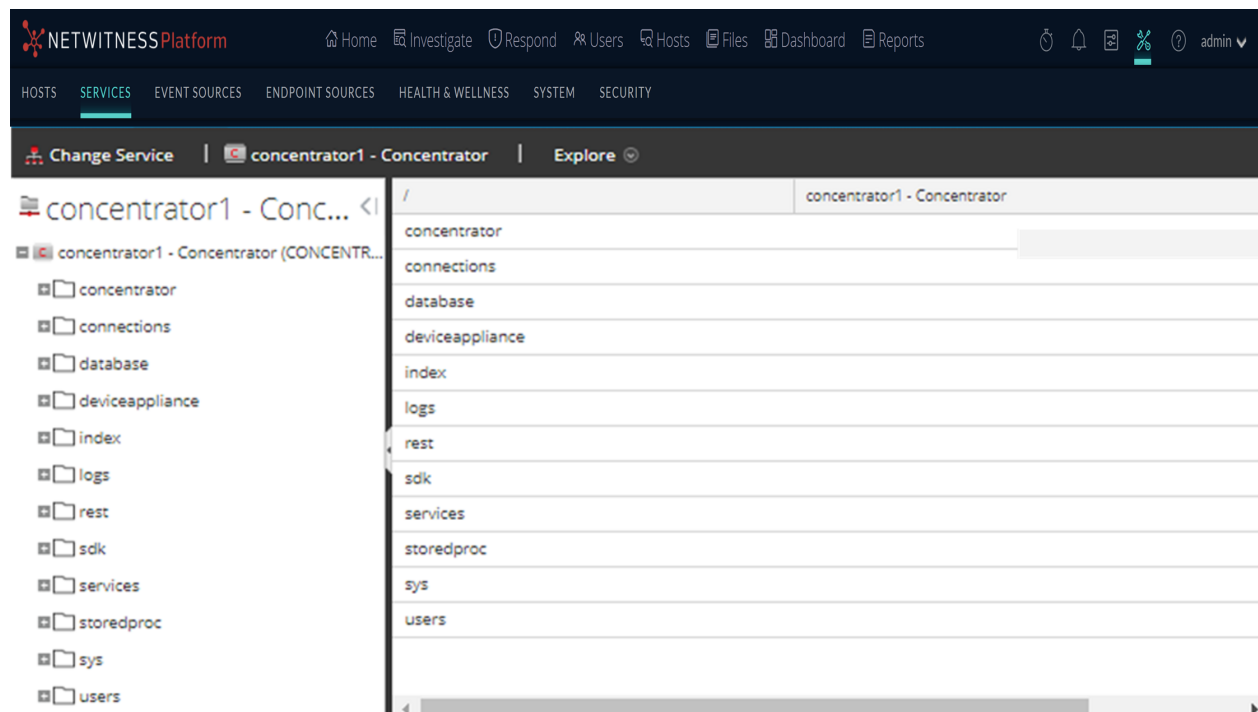 NETWITNESS Platform Home Investigate Respond Users Hosts Files Dashboard Reports admin
HOSTS SERVICES EVENT SOURCES ENDPOINT SOURCES HEALTH & WELLNESS SYSTEM SECURITY
Change Service | concentrator1 - Concentrator | Explore
concentrator1 - Conc...
concentrator1 - Concentrator (CONCENTR...
concentrator
connections
database
deviceappliance
index
logs
rest
sdk
services
storedproc
sys
users
/ concentrator1 - Concentrator
concentrator
connections
database
deviceappliance
index
logs
rest
sdk
services
storedproc
sys
users